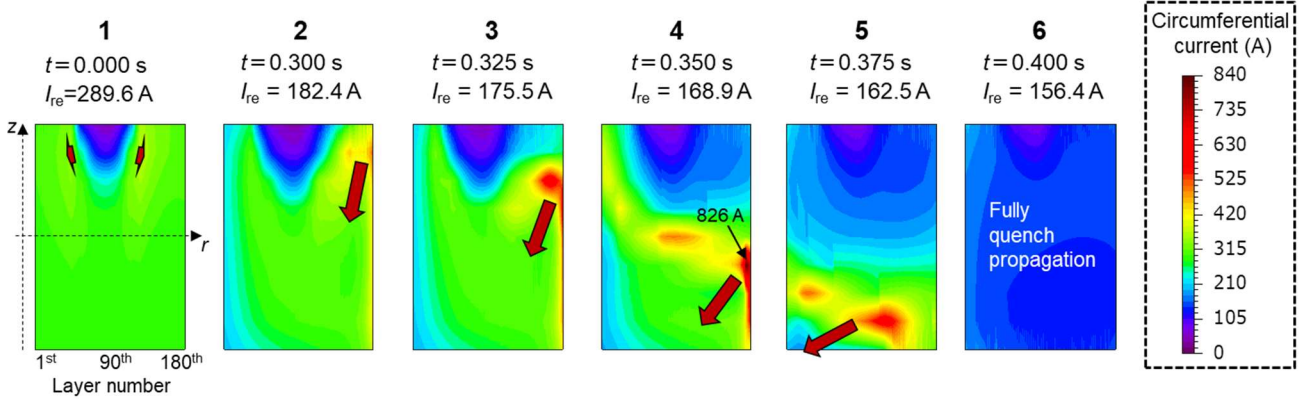 1
t = 0.000 s
Ire=289.6 A
2
t = 0.300 s
Ire = 182.4 A
3
t = 0.325 s
Ire = 175.5 A
4
t = 0.350 s
Ire = 168.9 A
5
t = 0.375 s
Ire = 162.5 A
6
t = 0.400 s
Ire = 156.4 A
z
r
1st 90th 180th
Layer number
826 A
Fully
quench
propagation
Circumferential
current (A)
840
735
630
525
420
315
210
105
0